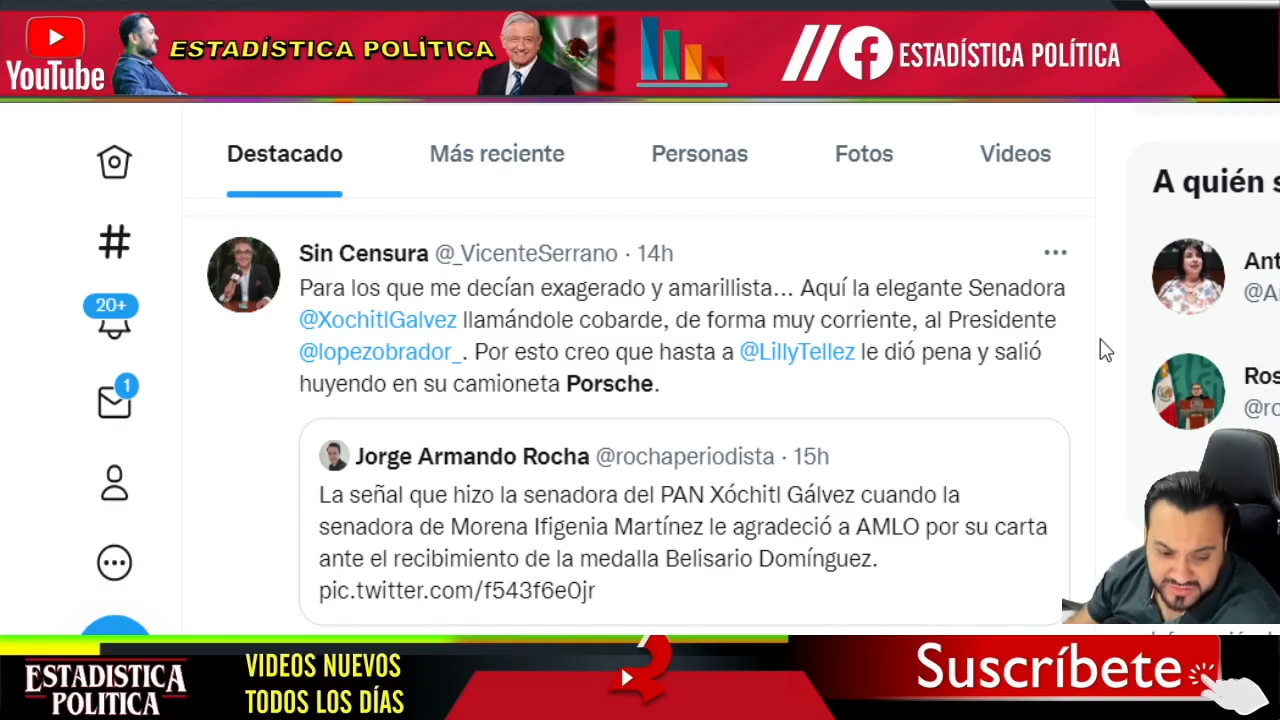 YouTube
ESTADÍSTICA POLÍTICA
ESTADÍSTICA POLÍTICA
Destacado
Más reciente
Personas
Fotos
Videos
A quién s
20+
1
Sin Censura @_VicenteSerrano · 14h
Para los que me decían exagerado y amarillista... Aquí la elegante Senadora
@XochitlGalvez llamándole cobarde, de forma muy corriente, al Presidente
@lopezobrador_. Por esto creo que hasta a @LillyTellez le dió pena y salió
huyendo en su camioneta Porsche.
Jorge Armando Rocha @rochaperiodista · 15h
La señal que hizo la senadora del PAN Xóchitl Gálvez cuando la
senadora de Morena Ifigenia Martínez le agradeció a AMLO por su carta
ante el recibimiento de la medalla Belisario Domínguez.
pic.twitter.com/f543f6e0jr
Ant
Ros
@ro
ESTADISTICA
POLÍTICA
VIDEOS NUEVOS
TODOS LOS DÍAS
Suscríbete